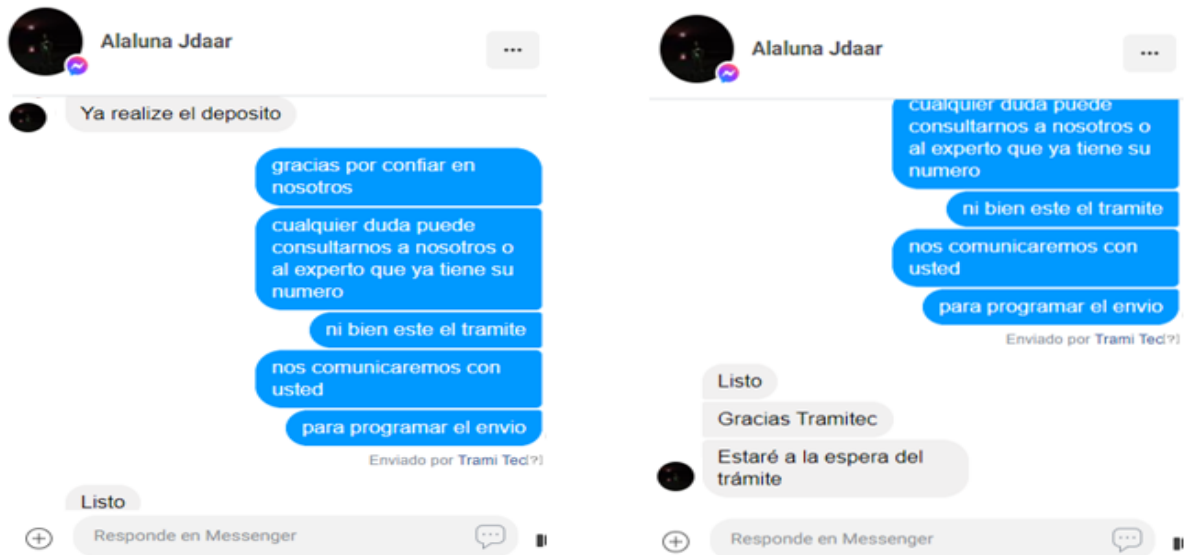 Alaluna Jdaar
...
Ya realize el deposito
gracias por confiar en
nosotros
cualquier duda puede
consultarnos a nosotros o
al experto que ya tiene su
numero
ni bien este el tramite
nos comunicaremos con
usted
para programar el envio
Enviado por Trami Tec[?]
Listo
Responde en Messenger
Alaluna Jdaar
...
cualquier duda puede
consultarnos a nosotros o
al experto que ya tiene su
numero
ni bien este el tramite
nos comunicaremos con
usted
para programar el envio
Enviado por Trami Tec[?]
Listo
Gracias Tramitec
Estaré a la espera del
trámite
Responde en Messenger